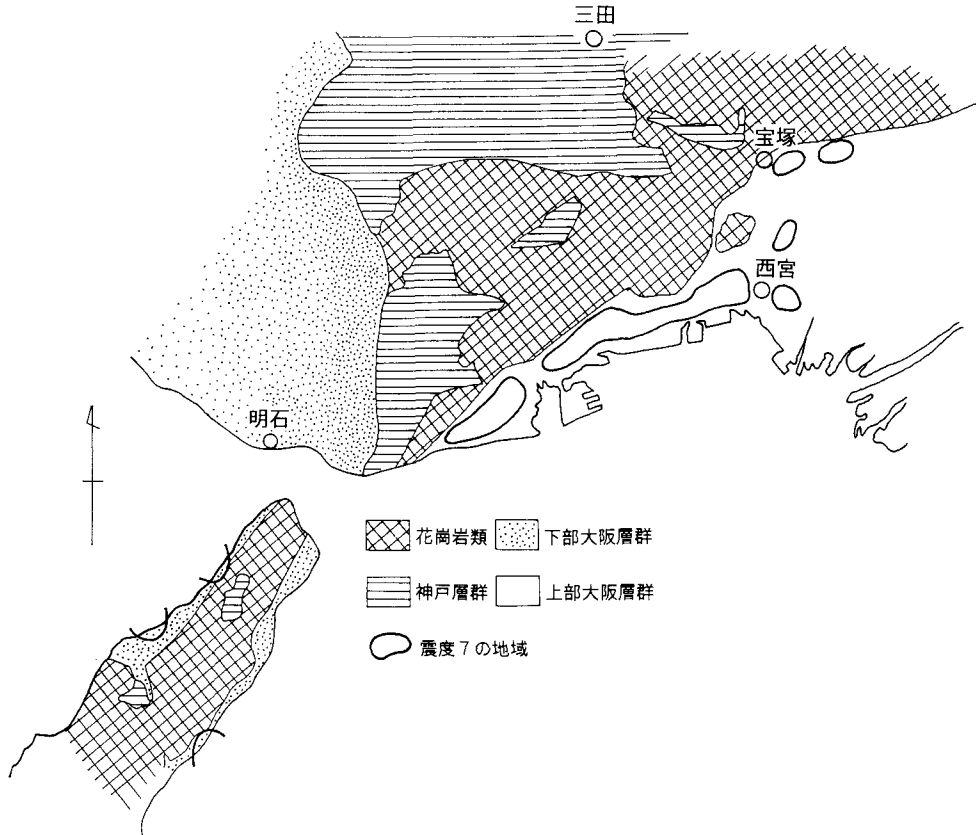 三田
宝塚
西宮
明石
花崗岩類 下部大阪層群
神戸層群 上部大阪層群
震度7の地域